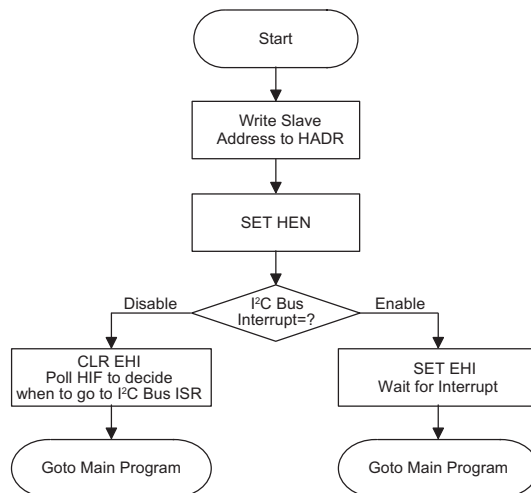 Start
Write Slave
Address to HADR
SET HEN
I²C Bus
Interrupt=?
Disable
Enable
CLR EHI
Poll HIF to decide
when to go to I²C Bus ISR
SET EHI
Wait for Interrupt
Goto Main Program
Goto Main Program